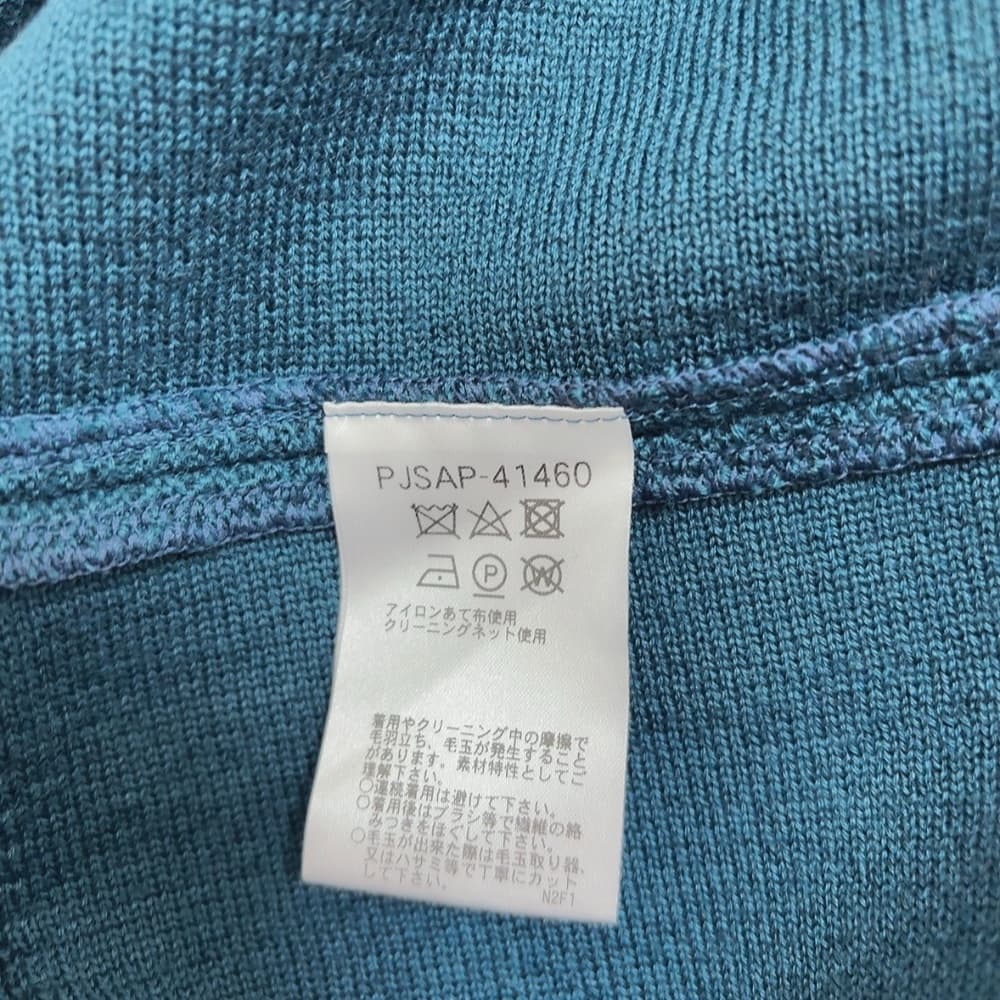 PJSAP-41460
P W
アイロンあて布使用
クリーニングネット使用
着用やクリーニング中の摩擦で
毛羽立ち、毛玉が発生すること
があります。素材特性としてご
理解下さい。
○連続着用は避けて下さい。
○着用後はブラシ等で繊維の絡
みつきをほぐして下さい。
○毛玉が出来た際は毛玉取り器、
又はハサミ等で丁寧にカット
して下さい。
N2F1